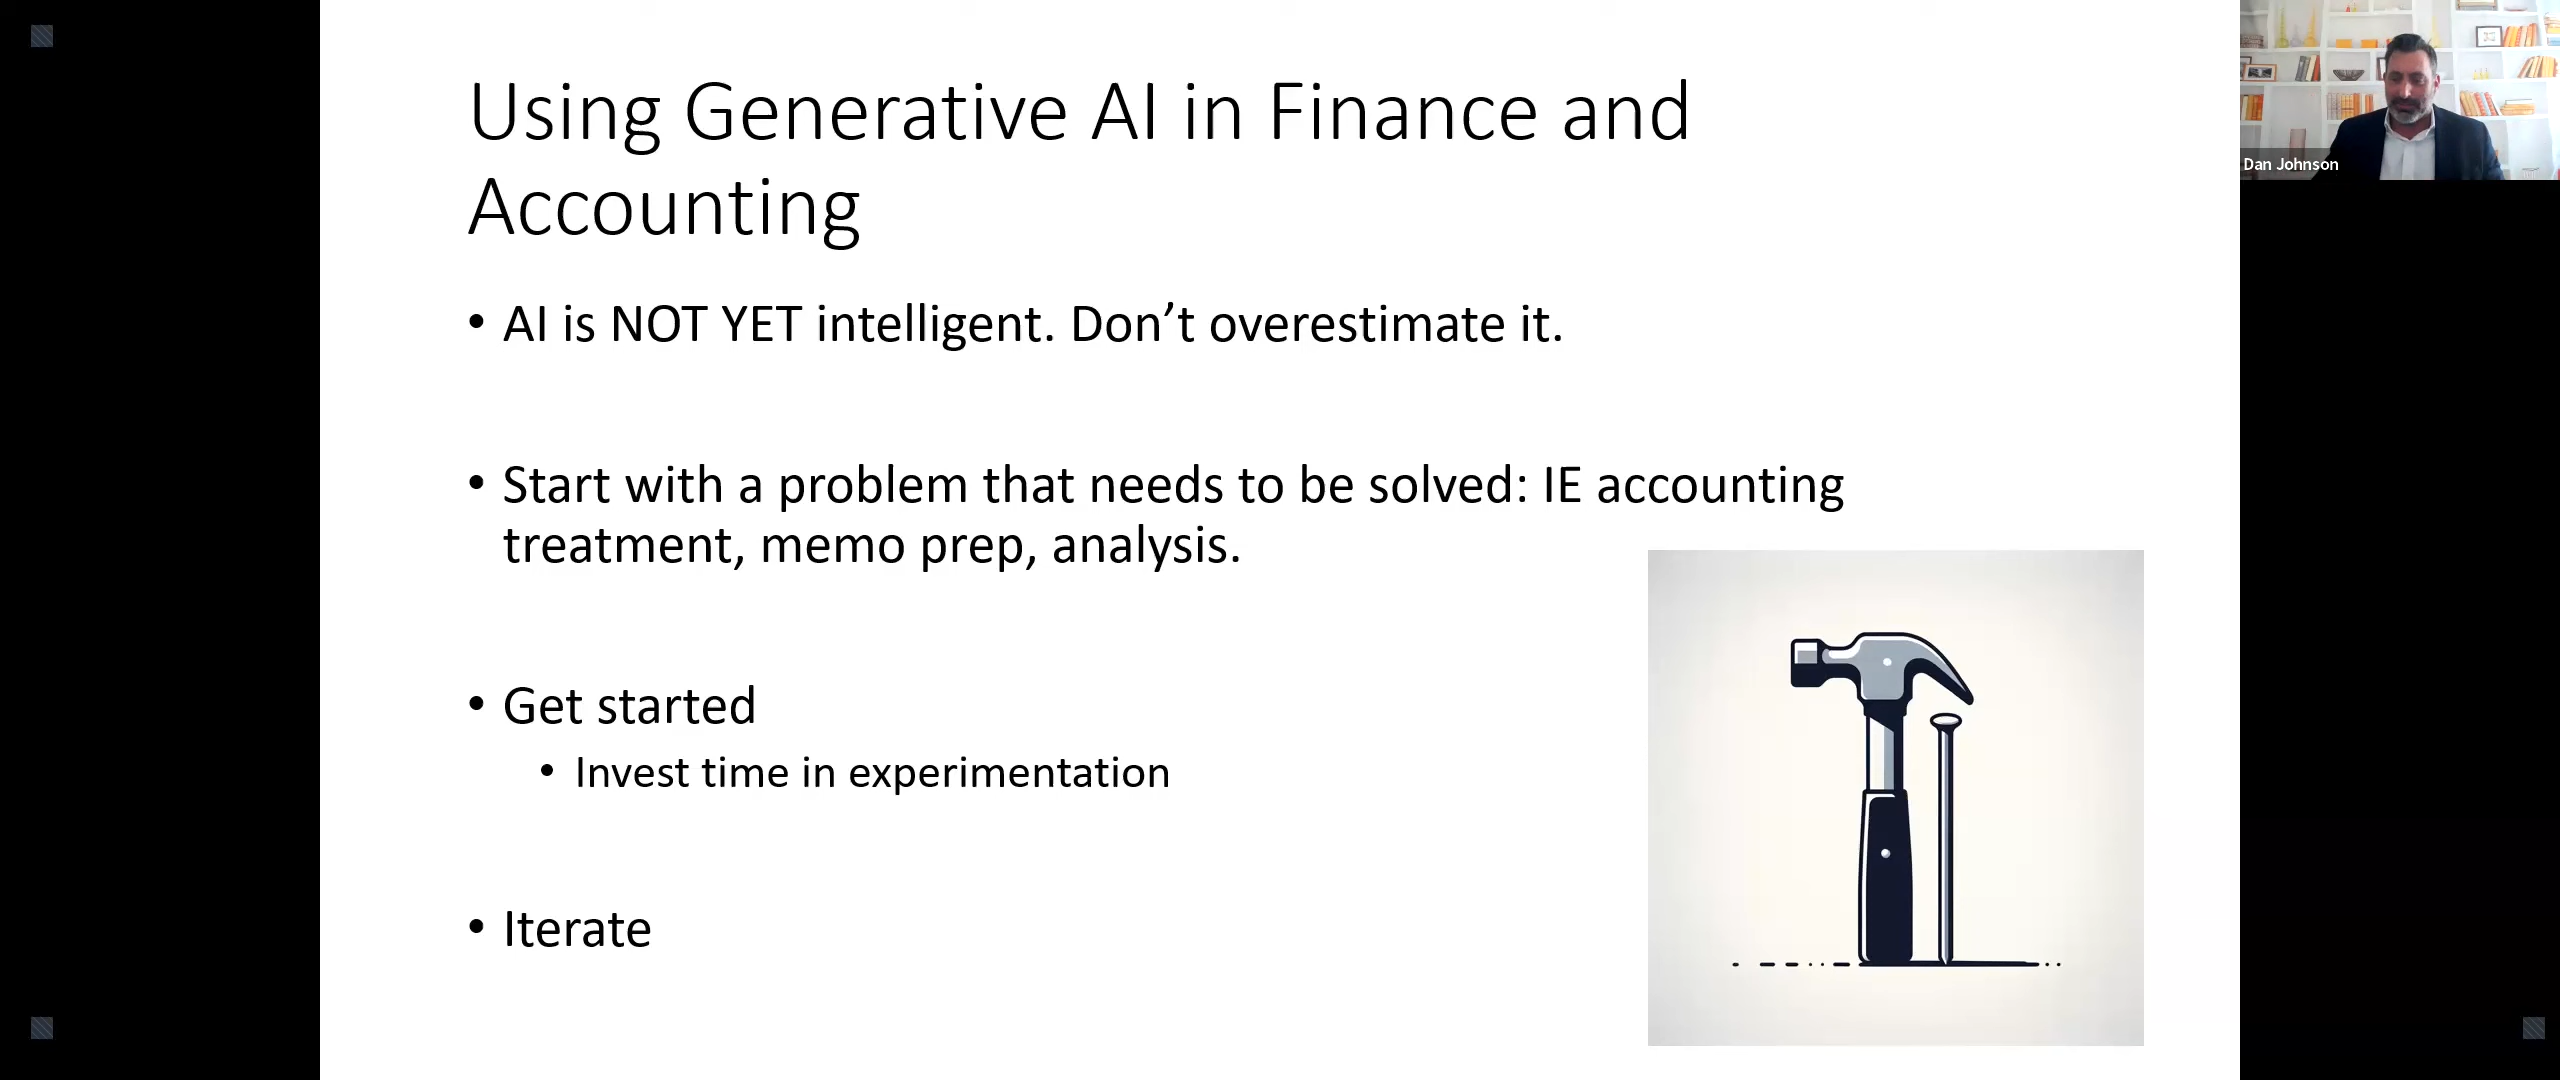 Using Generative AI in Finance and
Accounting
• AI is NOT YET intelligent. Don’t overestimate it.
• Start with a problem that needs to be solved: IE accounting
treatment, memo prep, analysis.
• Get started
• Invest time in experimentation
• Iterate
Dan Johnson